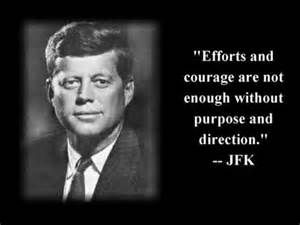 "Efforts and
courage are not
enough without
purpose and
direction."
-- JFK